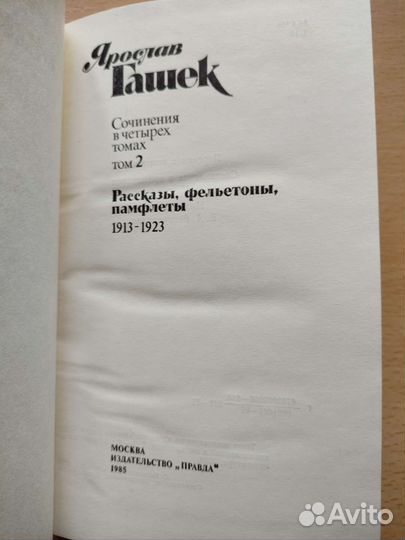 Ярослав
Гашек
Сочинения
в четырех
томах
том 2
Рассказы, фельетоны,
памфлеты
1913-1923
МОСКВА
ИЗДАТЕЛЬСТВО „ПРАВДА“
1985
Avito